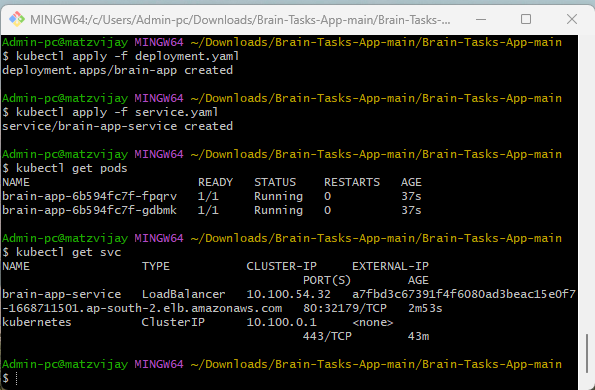 MINGW64:/c/Users/Admin-pc/Downloads/Brain-Tasks-App-main/Brain-Tasks-...
Admin-pc@matzvijay MINGW64 ~/Downloads/Brain-Tasks-App-main/Brain-Tasks-App-main
$ kubectl apply -f deployment.yaml
deployment.apps/brain-app created
Admin-pc@matzvijay MINGW64 ~/Downloads/Brain-Tasks-App-main/Brain-Tasks-App-main
$ kubectl apply -f service.yaml
service/brain-app-service created
Admin-pc@matzvijay MINGW64 ~/Downloads/Brain-Tasks-App-main/Brain-Tasks-App-main
$ kubectl get pods
NAME READY STATUS RESTARTS AGE
brain-app-6b594fc7f-fpqrv 1/1 Running 0 37s
brain-app-6b594fc7f-gdbmk 1/1 Running 0 37s
Admin-pc@matzvijay MINGW64 ~/Downloads/Brain-Tasks-App-main/Brain-Tasks-App-main
$ kubectl get svc
NAME TYPE CLUSTER-IP EXTERNAL-IP
PORT(S) AGE
brain-app-service LoadBalancer 10.100.54.32 a7fbd3c67391f4f6080ad3beac15e0f7
-1668711501.ap-south-2.elb.amazonaws.com 80:32179/TCP 2m53s
kubernetes ClusterIP 10.100.0.1 <none>
443/TCP 43m
Admin-pc@matzvijay MINGW64 ~/Downloads/Brain-Tasks-App-main/Brain-Tasks-App-main
$